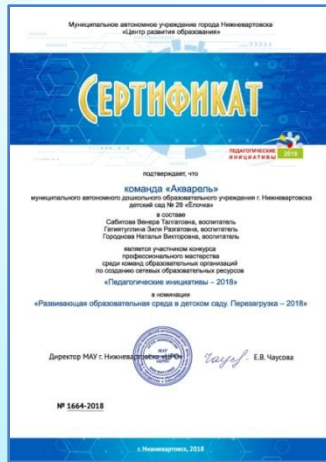 Муниципальное автономное учреждение города Нижневартовска
«Центр развития образования»
СЕРТИФИКАТ
ПЕДАГОГИЧЕСКИЕ
ИНИЦИАТИВЫ 2018
подтверждает, что
команда «Акварель»
муниципального автономного дошкольного образовательного учреждения г. Нижневартовска
детский сад № 29 «Ёлочка»
в составе
Сабитова Венера Талгатовна, воспитатель
Гатиятуллина Зиля Разгатовна, воспитатель
Городнова Наталья Викторовна, воспитатель
является участником конкурса
профессионального мастерства
среди команд образовательных организаций
по созданию сетевых образовательных ресурсов
«Педагогические инициативы – 2018»
в номинации
«Развивающая образовательная среда в детском саду. Перезагрузка – 2018»
Директор МАУ г. Нижневартовска «ЦРО» Е.В. Чаусова
№ 1664-2018
г. Нижневартовск, 2018